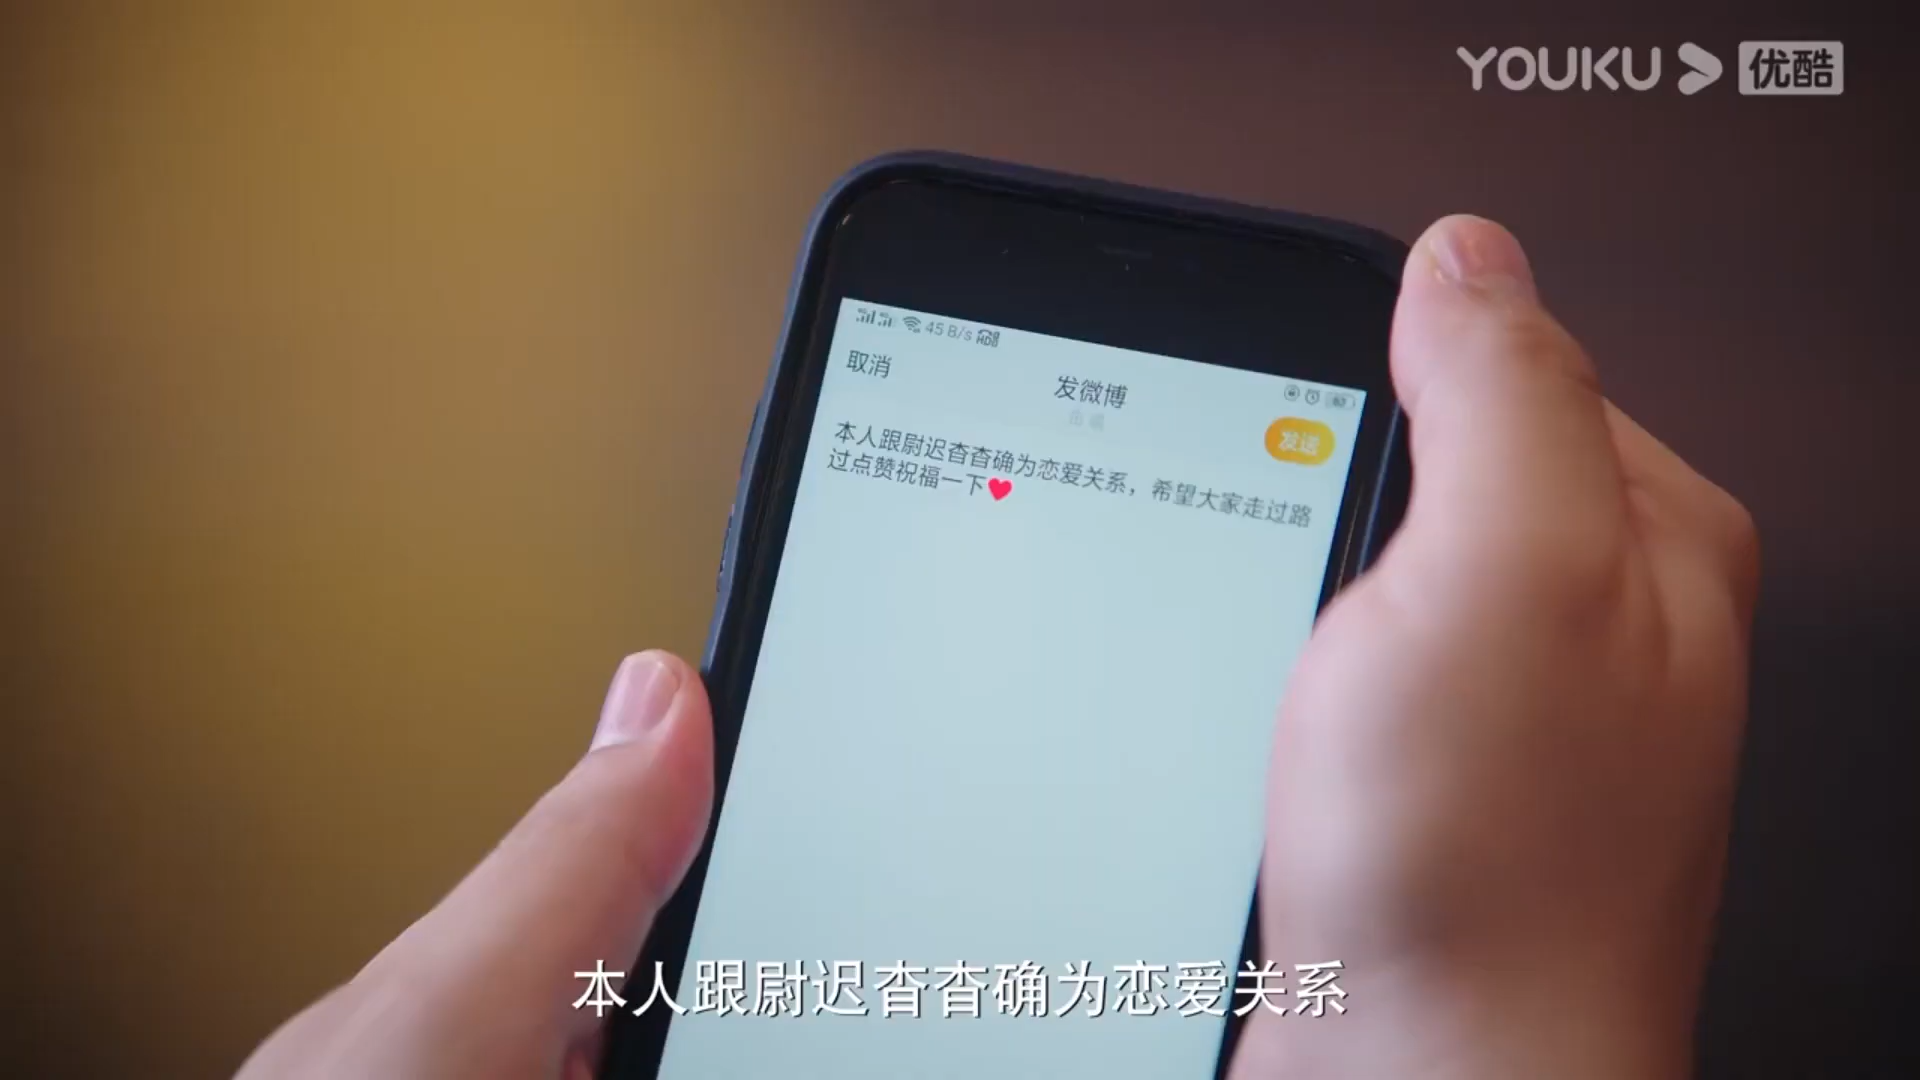 YOUKU 优酷
45 B/s HD
60
取消
发微博
发送
本人跟尉迟杳杳确为恋爱关系，希望大家走过路
过点赞祝福一下❤
本人跟尉迟杳杳确为恋爱关系